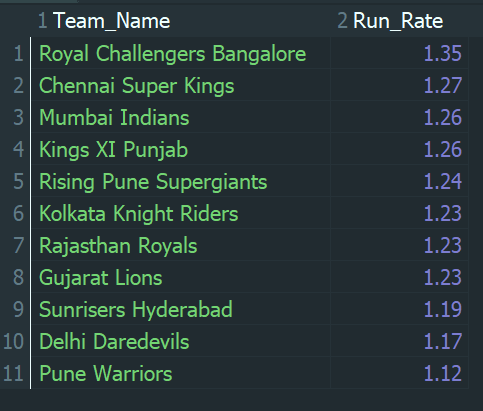 1 Team_Name 2 Run_Rate
1 Royal Challengers Bangalore 1.35
2 Chennai Super Kings 1.27
3 Mumbai Indians 1.26
4 Kings XI Punjab 1.26
5 Rising Pune Supergiants 1.24
6 Kolkata Knight Riders 1.23
7 Rajasthan Royals 1.23
8 Gujarat Lions 1.23
9 Sunrisers Hyderabad 1.19
10 Delhi Daredevils 1.17
11 Pune Warriors 1.12